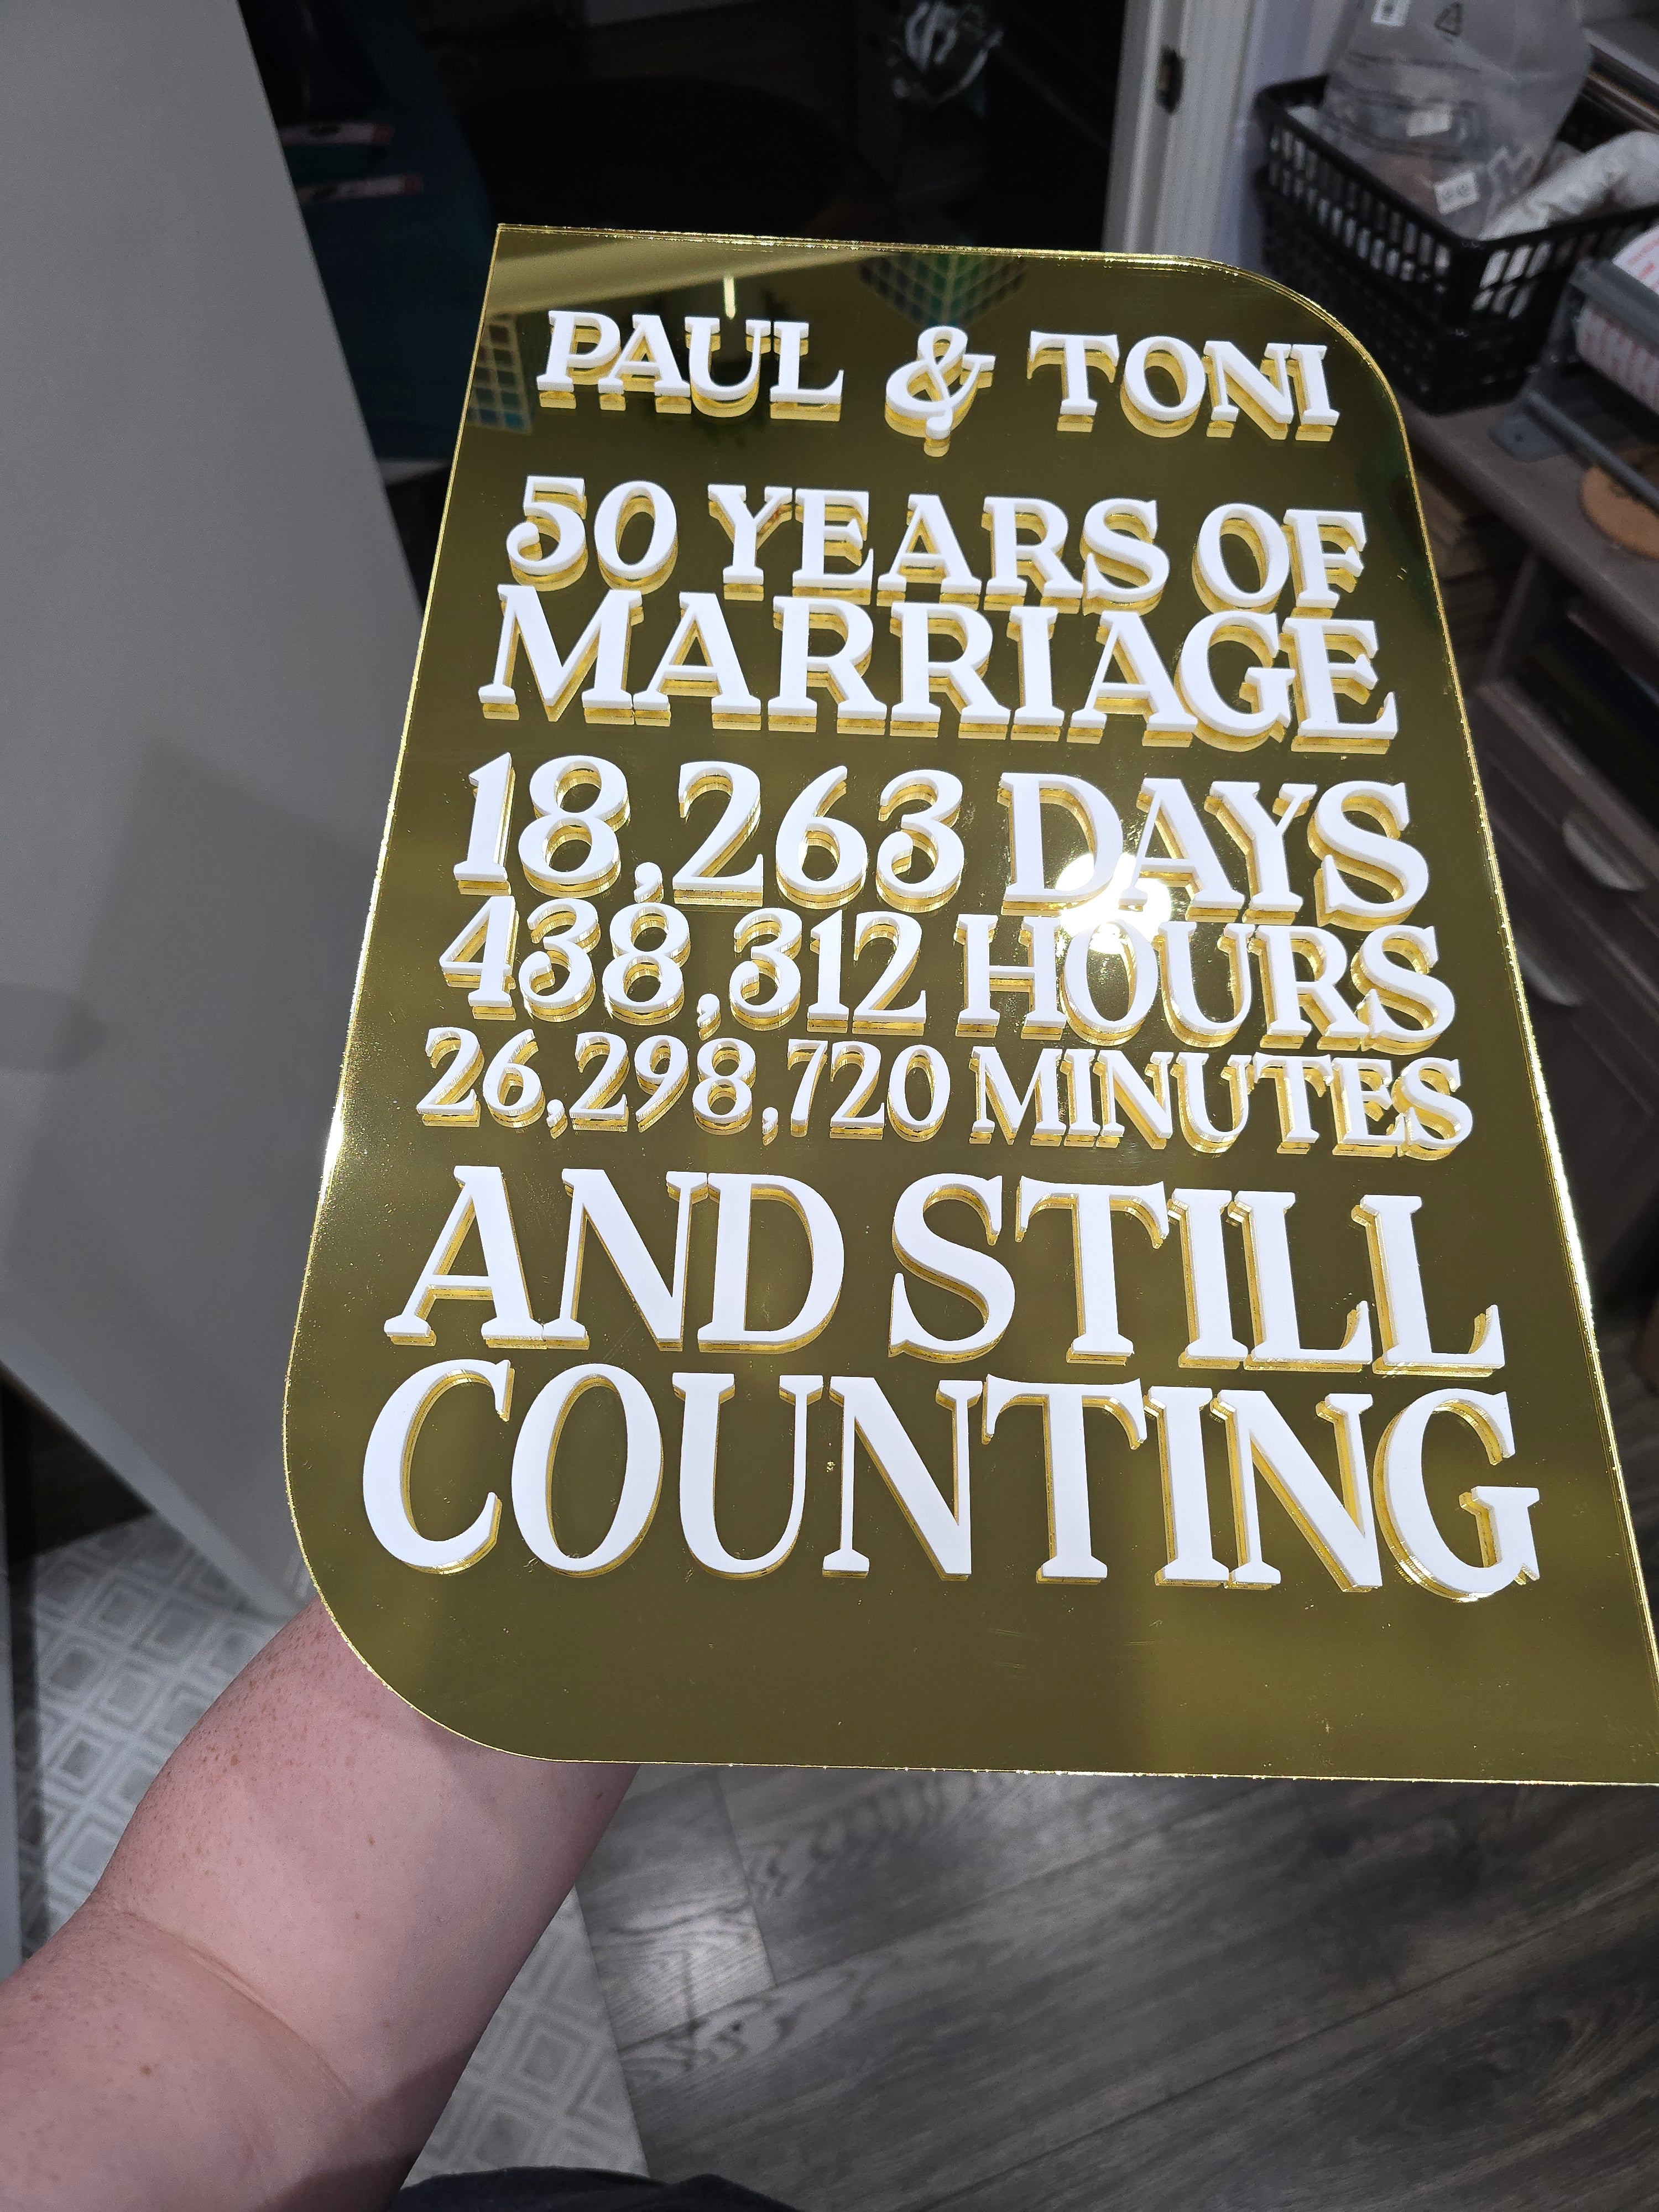 PAUL & TONI
50 YEARS OF
MARRIAGE
18,263 DAYS
438,312 HOURS
26,298,720 MINUTES
AND STILL
COUNTING